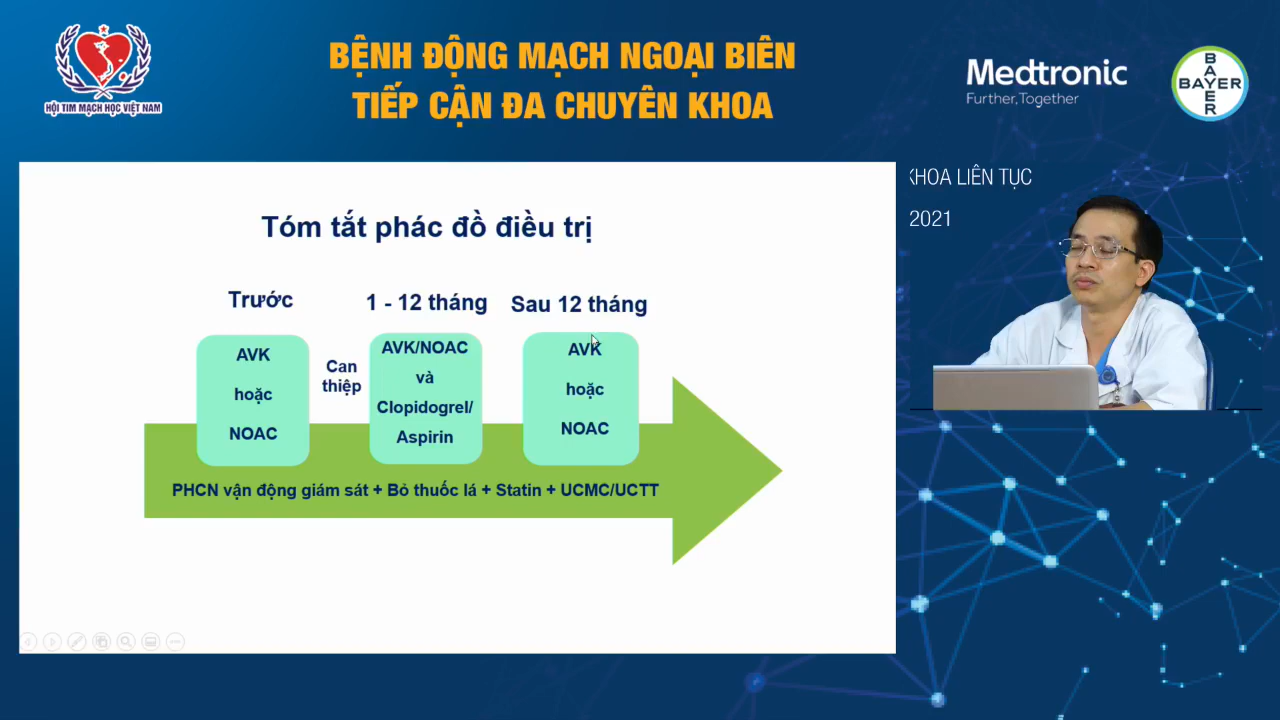 HỘI TIM MẠCH HỌC VIỆT NAM
BỆNH ĐỘNG MẠCH NGOẠI BIÊN
TIẾP CẬN ĐA CHUYÊN KHOA
Medtronic
Further, Together
BAYER
BAYER
KHOA LIÊN TỤC
2021
Tóm tắt phác đồ điều trị
Trước
1 - 12 tháng
Sau 12 tháng
AVK
hoặc
NOAC
Can
thiệp
AVK/NOAC
và
Clopidogrel/
Aspirin
AVK
hoặc
NOAC
PHCN vận động giám sát + Bỏ thuốc lá + Statin + UCMC/UCTT